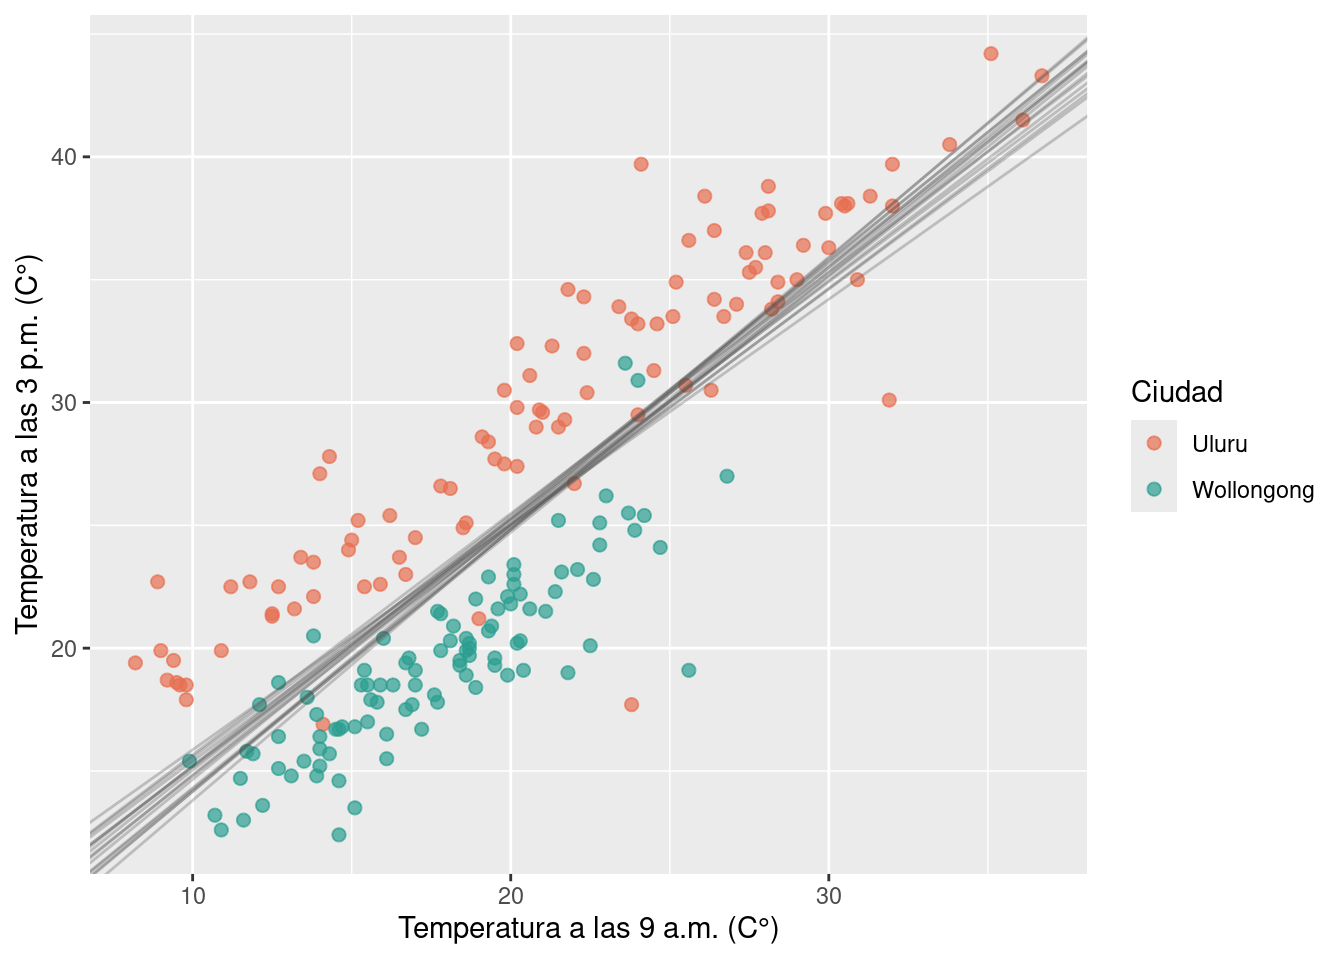 40
30
20
10
20
30
Temperatura a las 3 p.m. (C°)
Temperatura a las 9 a.m. (C°)
Ciudad
Uluru
Wollongong